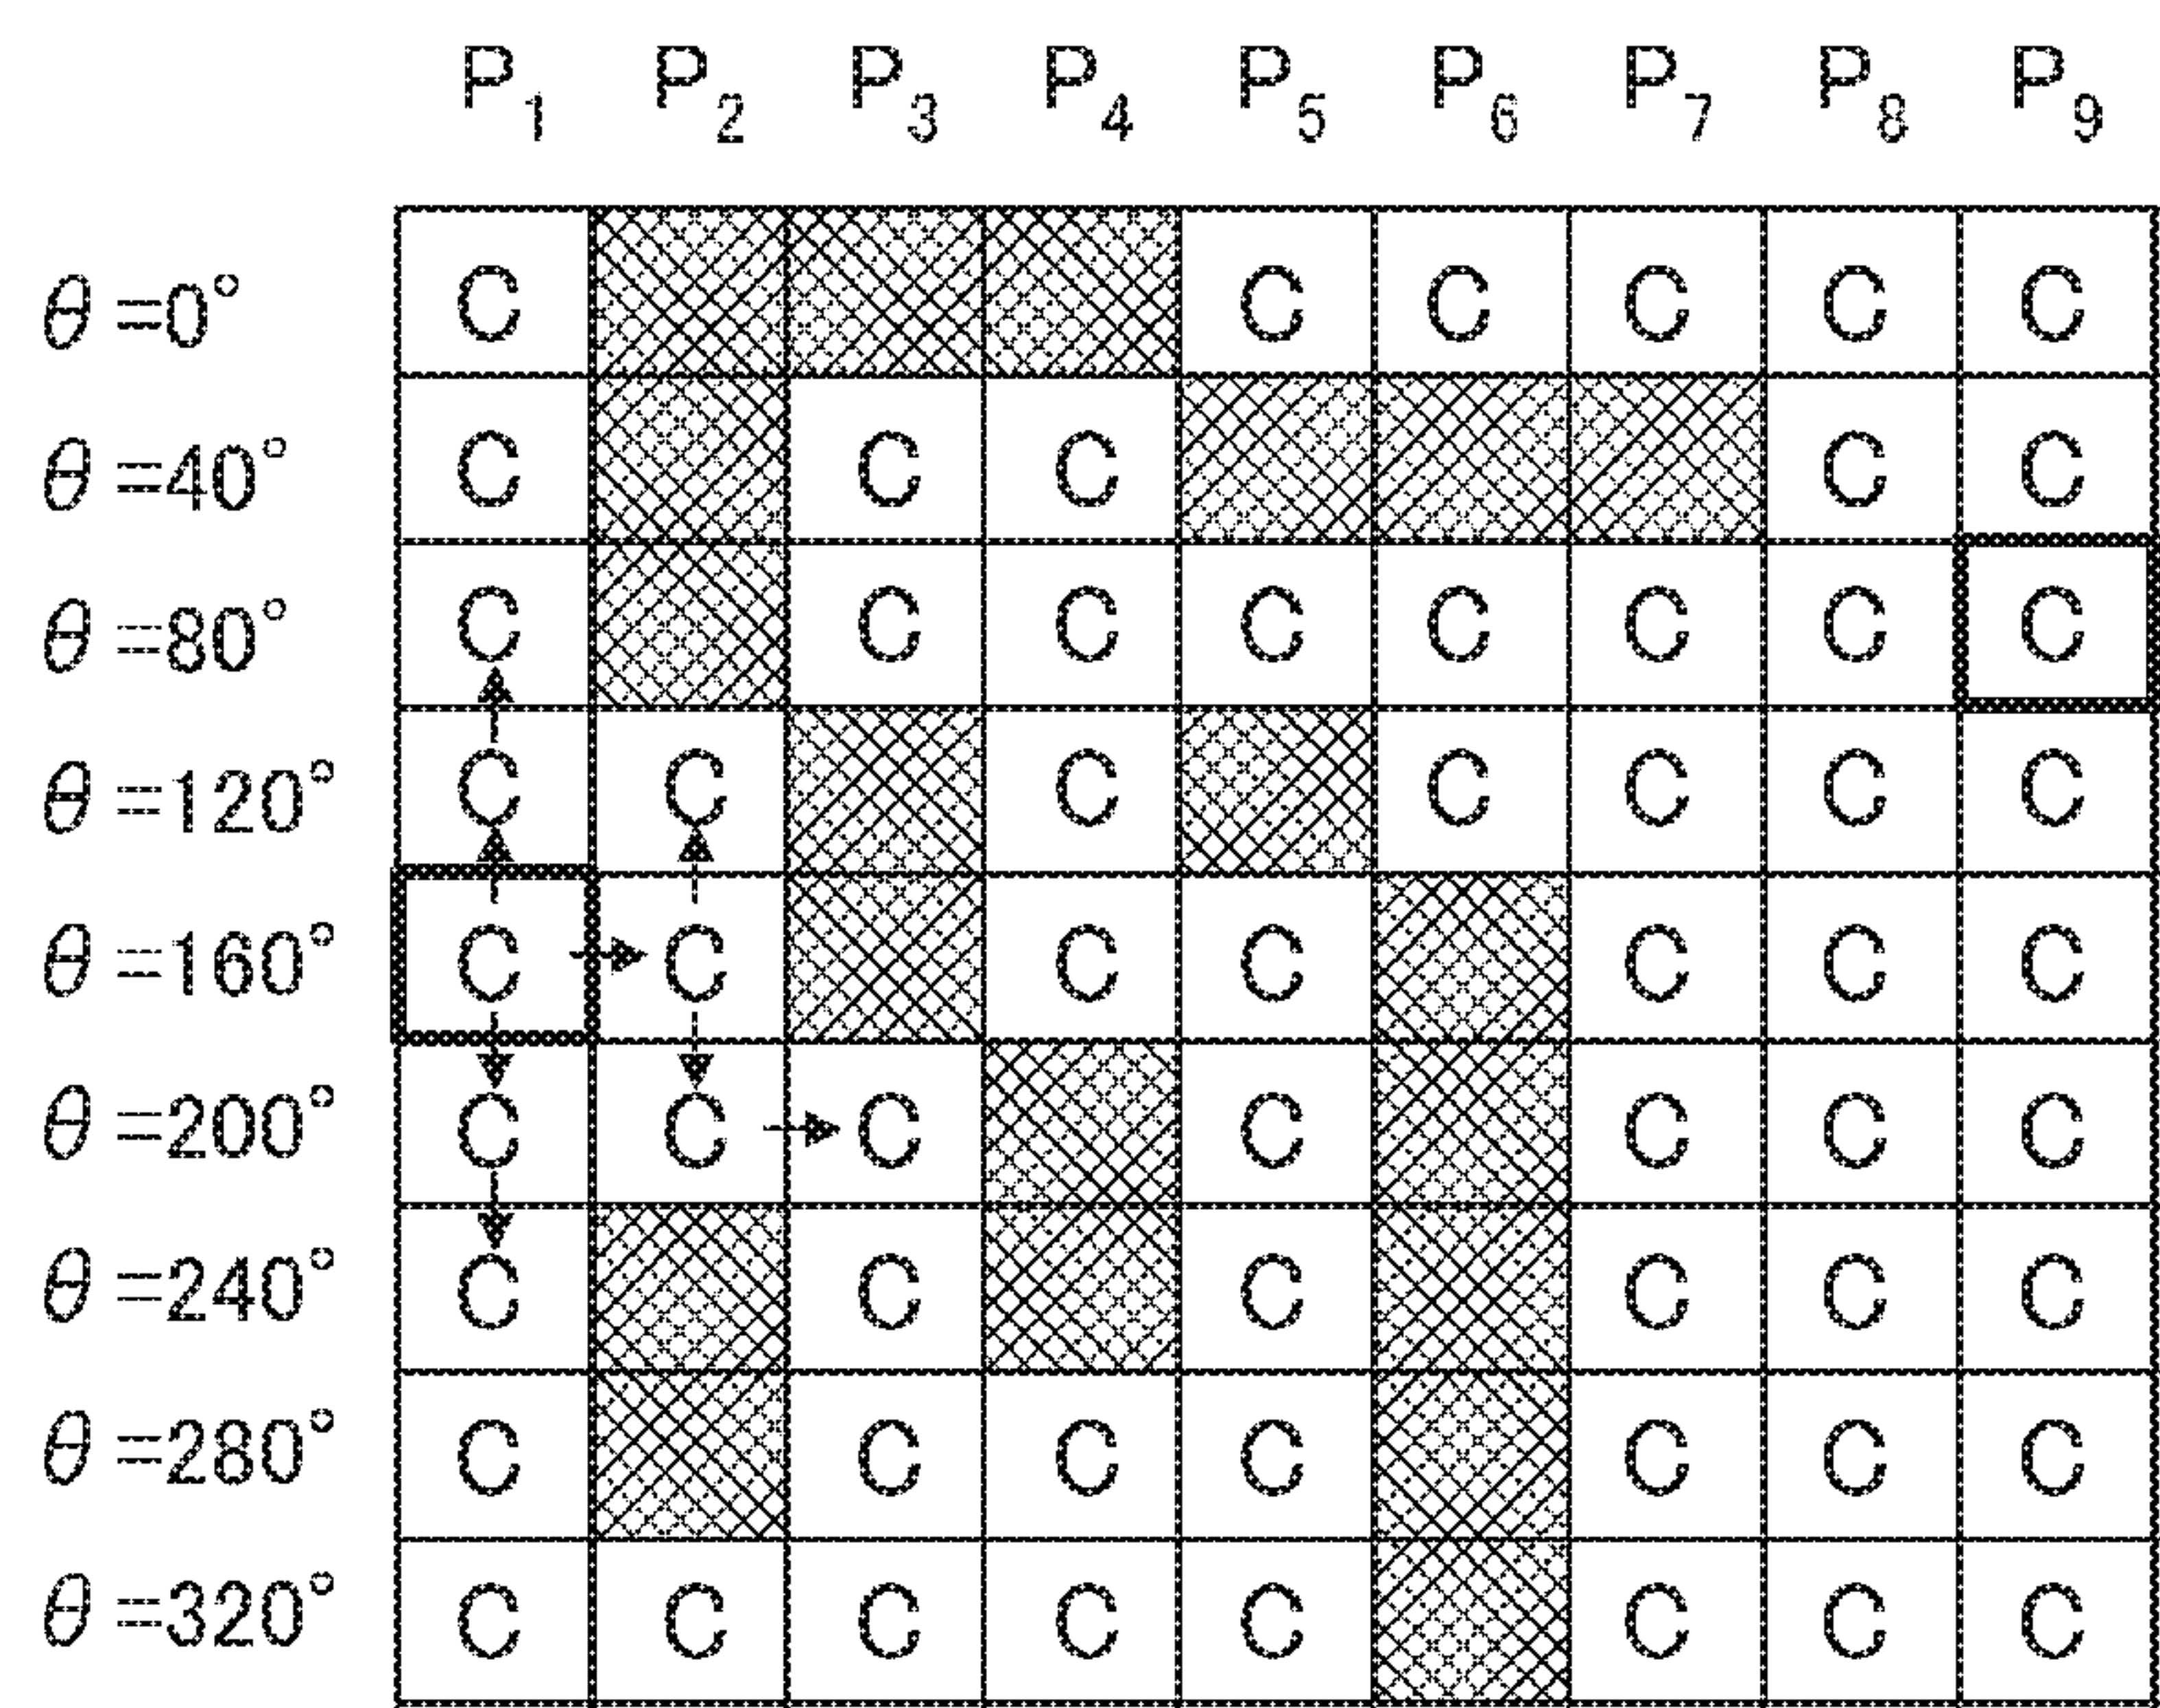 P1 P2 P3 P4 P5 P6 P7 P8 P9
θ=0° C C C C C C
θ=40° C C C C C
θ=80° C C C C C C C C
θ=120° C C C C C C C
θ=160° C C C C C C C
θ=200° C C C C C C C
θ=240° C C C C C C
θ=280° C C C C C C C
θ=320° C C C C C C C C